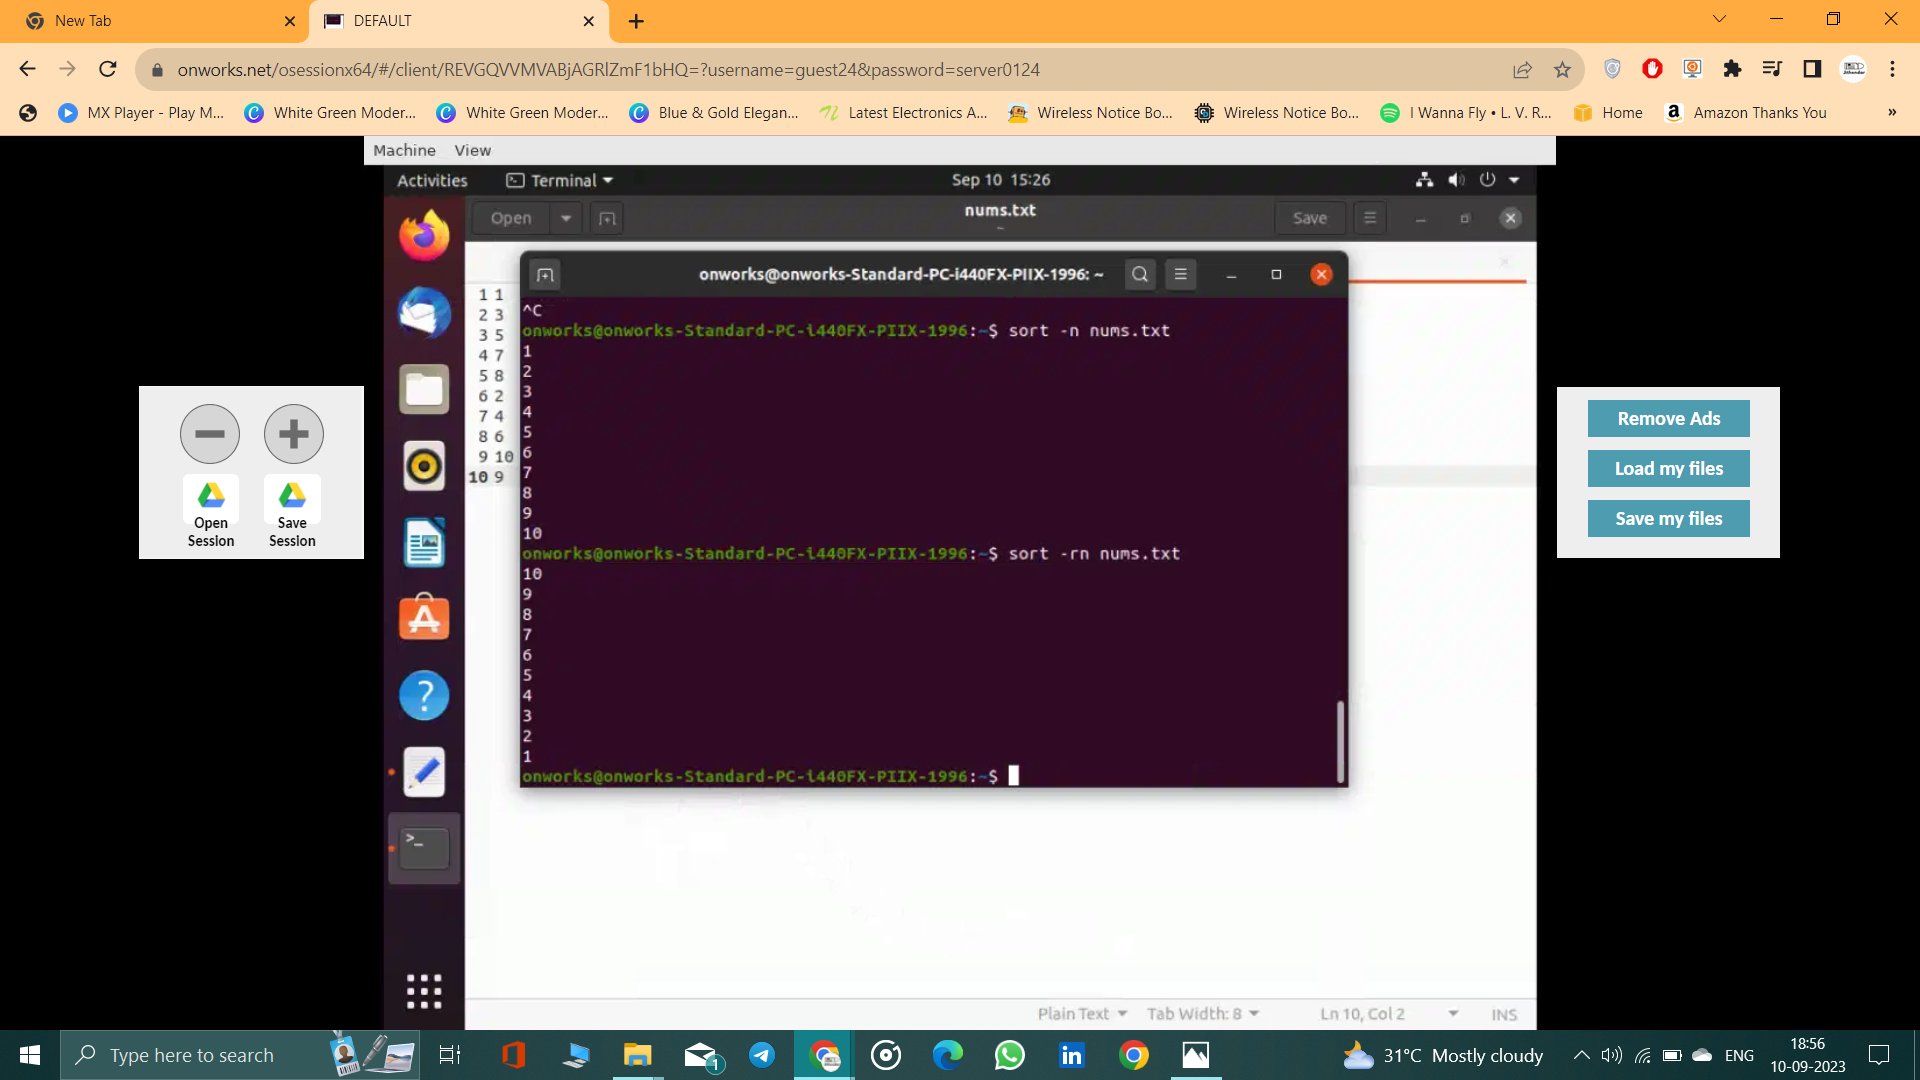 New Tab
DEFAULT
onworks.net/osessionx64/#/client/REVGQVVMVABjAGRlZmF1bHQ=?username=guest24&password=server0124
MX Player - Play M...
White Green Moder...
White Green Moder...
Blue & Gold Elegan...
Latest Electronics A...
Wireless Notice Bo...
Wireless Notice Bo...
I Wanna Fly • L. V. R...
Home
Amazon Thanks You
»
Machine View
Activities
Terminal
Sep 10 15:26
Open
nums.txt
~
Save
onworks@onworks-Standard-PC-i440FX-PIIX-1996: ~
1 1
2 3
3 5
4 7
5 8
6 2
7 4
8 6
9 10
10 9
^C
onworks@onworks-Standard-PC-i440FX-PIIX-1996:~$ sort -n nums.txt
1
2
3
4
5
6
7
8
9
10
onworks@onworks-Standard-PC-i440FX-PIIX-1996:~$ sort -rn nums.txt
10
9
8
7
6
5
4
3
2
1
onworks@onworks-Standard-PC-i440FX-PIIX-1996:~$
Open
Session
Save
Session
Remove Ads
Load my files
Save my files
Plain Text
Tab Width: 8
Ln 10, Col 2
INS
Type here to search
1
31°C Mostly cloudy
ENG
18:56
10-09-2023